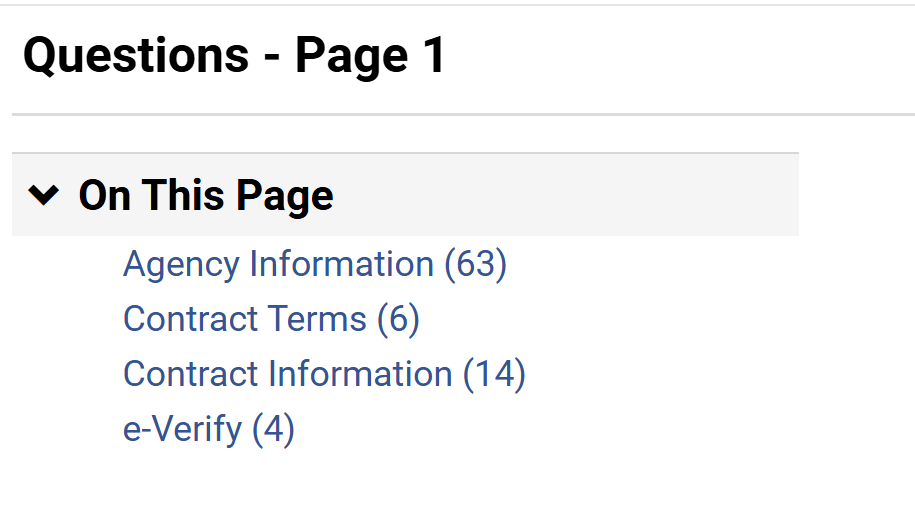 Questions - Page 1
On This Page
Agency Information (63)
Contract Terms (6)
Contract Information (14)
e-Verify (4)